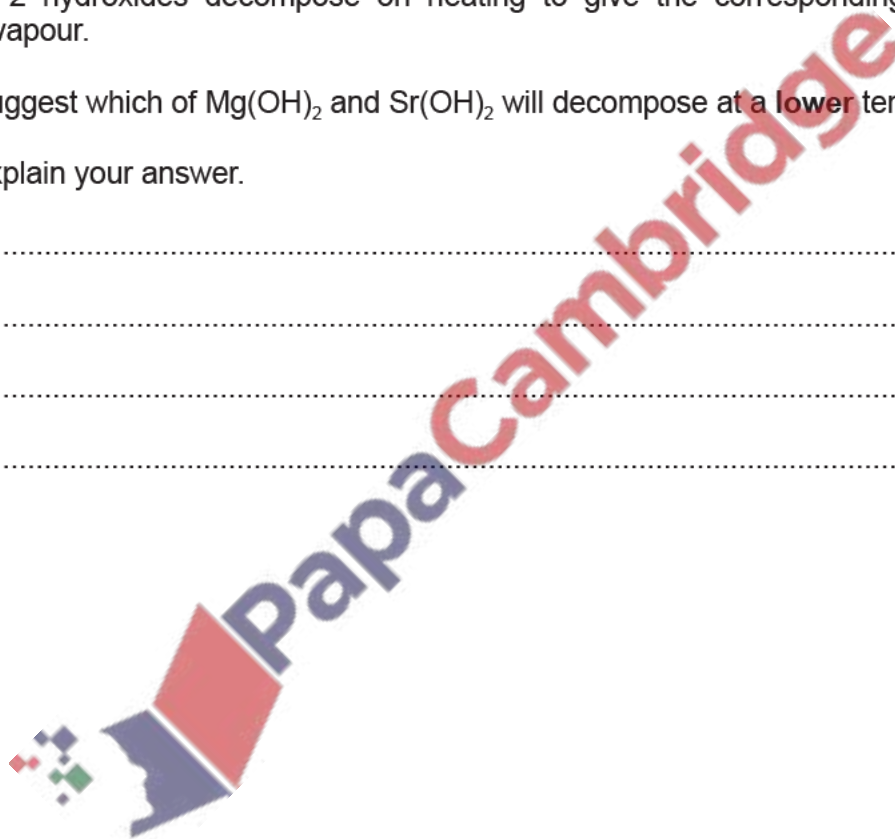 2 hydroxides decompose on heating to give the corresponding
vapour.
uggest which of Mg(OH)₂ and Sr(OH)₂ will decompose at a lower ter
xplain your answer.
PapaCambridge